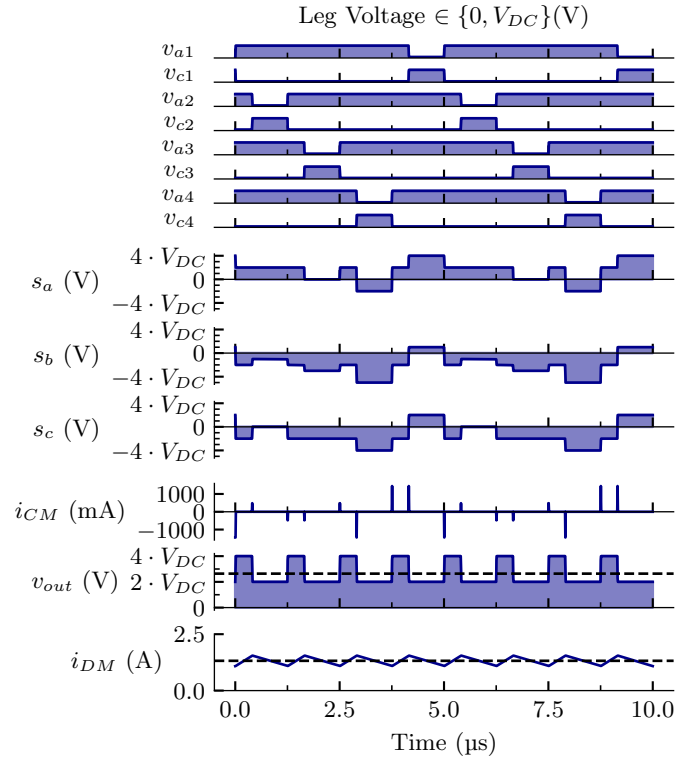 Leg Voltage ∈ {0, V_DC}(V)
v_a1
v_c1
v_a2
v_c2
v_a3
v_c3
v_a4
v_c4
4 · V_DC
s_a (V) 0
−4 · V_DC
4 · V_DC
s_b (V) 0
−4 · V_DC
4 · V_DC
s_c (V) 0
−4 · V_DC
1000
i_CM (mA) 0
−1000
4 · V_DC
v_out (V) 2 · V_DC
0
2.5
i_DM (A)
0.0
0.0 2.5 5.0 7.5 10.0
Time (µs)